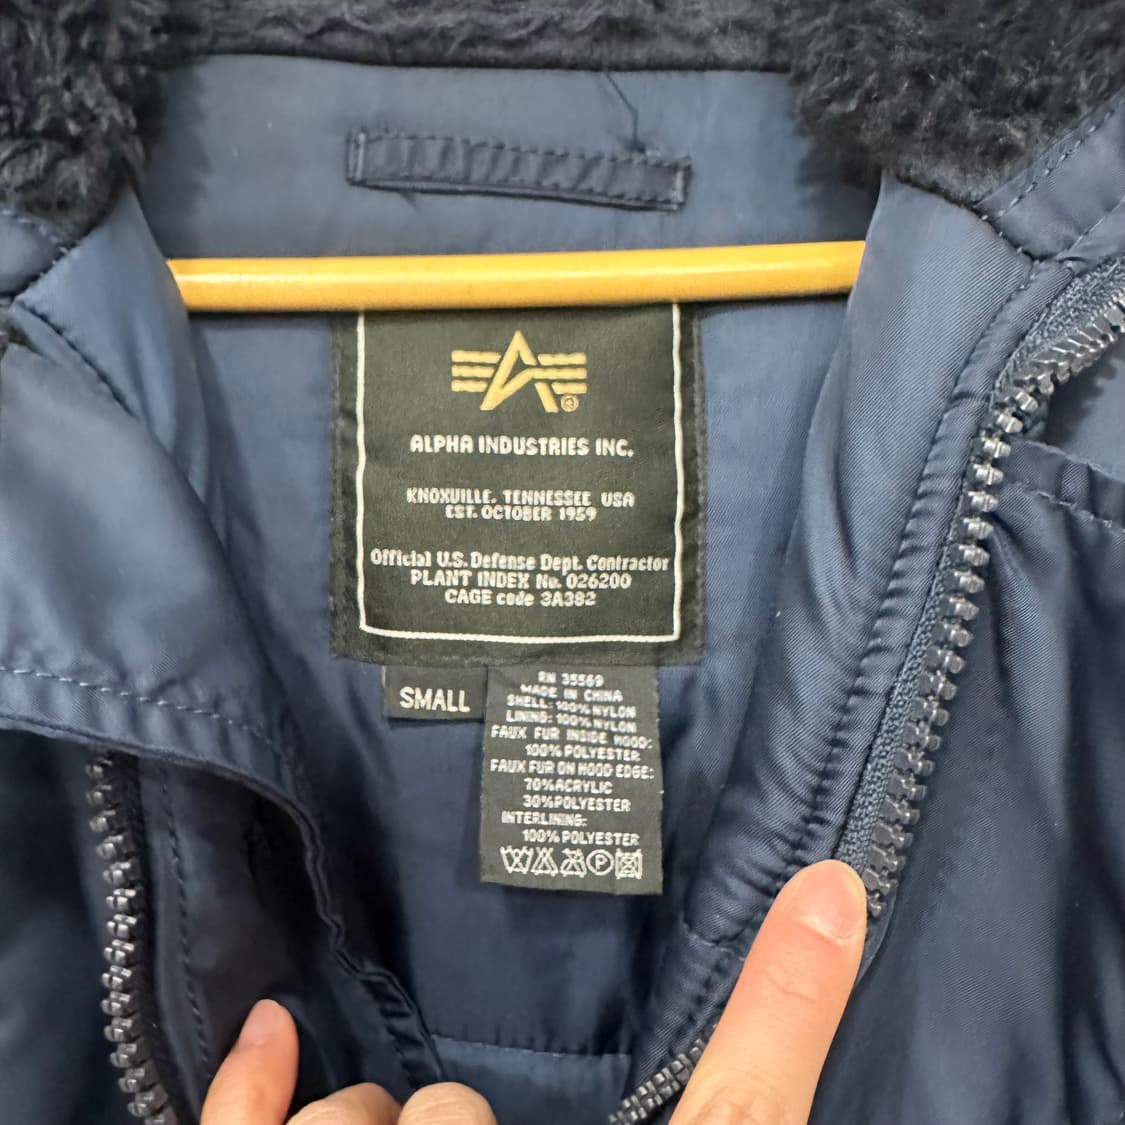 ALPHA INDUSTRIES INC.
KNOXVILLE, TENNESSEE, USA
EST. OCTOBER 1959
Official U.S. Defense Dept. Contractor
PLANT INDEX No. 026200
CAGE code 3A382
SMALL
RN 35569
MADE IN CHINA
SHELL: 100% NYLON
LINING: 100% NYLON
FAUX FUR INSIDE HOOD:
100% POLYESTER
FAUX FUR ON HOOD EDGE:
70% ACRYLIC
30% POLYESTER
INTERLINING:
100% POLYESTER
P